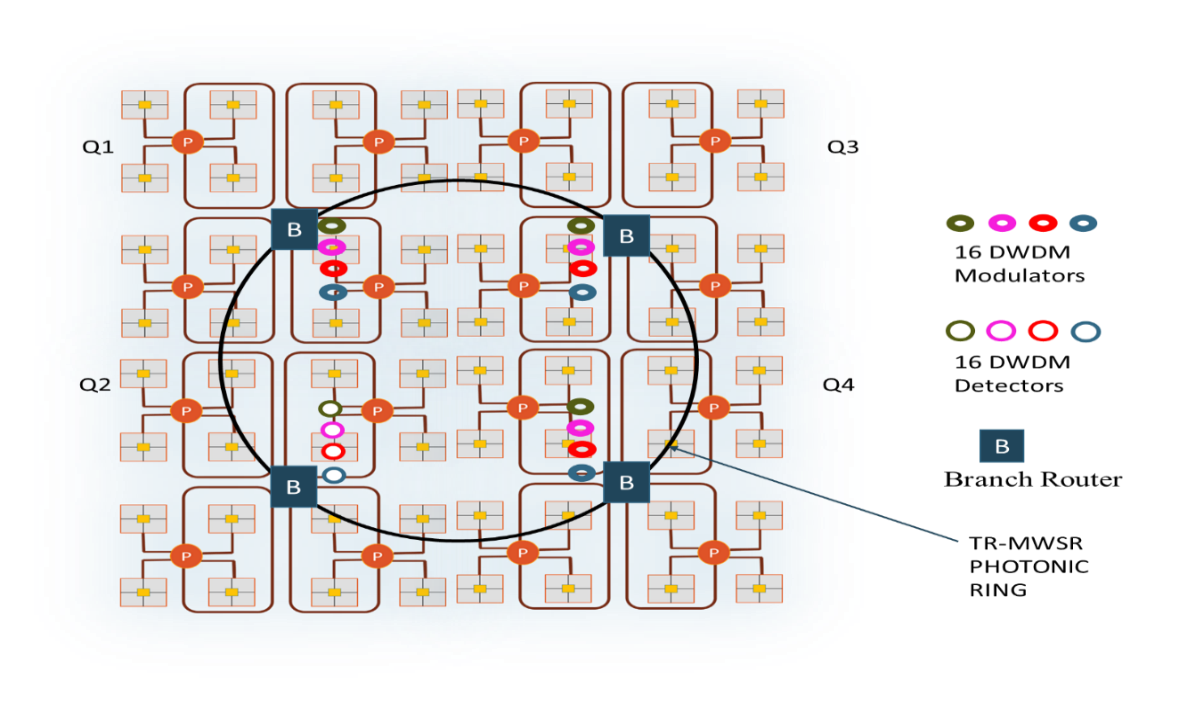 P
P
P
P
Q1
Q3
B
B
P
P
P
P
16 DWDM
Modulators
16 DWDM
Detectors
Q2
Q4
P
P
P
P
B
Branch Router
B
B
TR-MWSR
PHOTONIC
RING
P
P
P
P